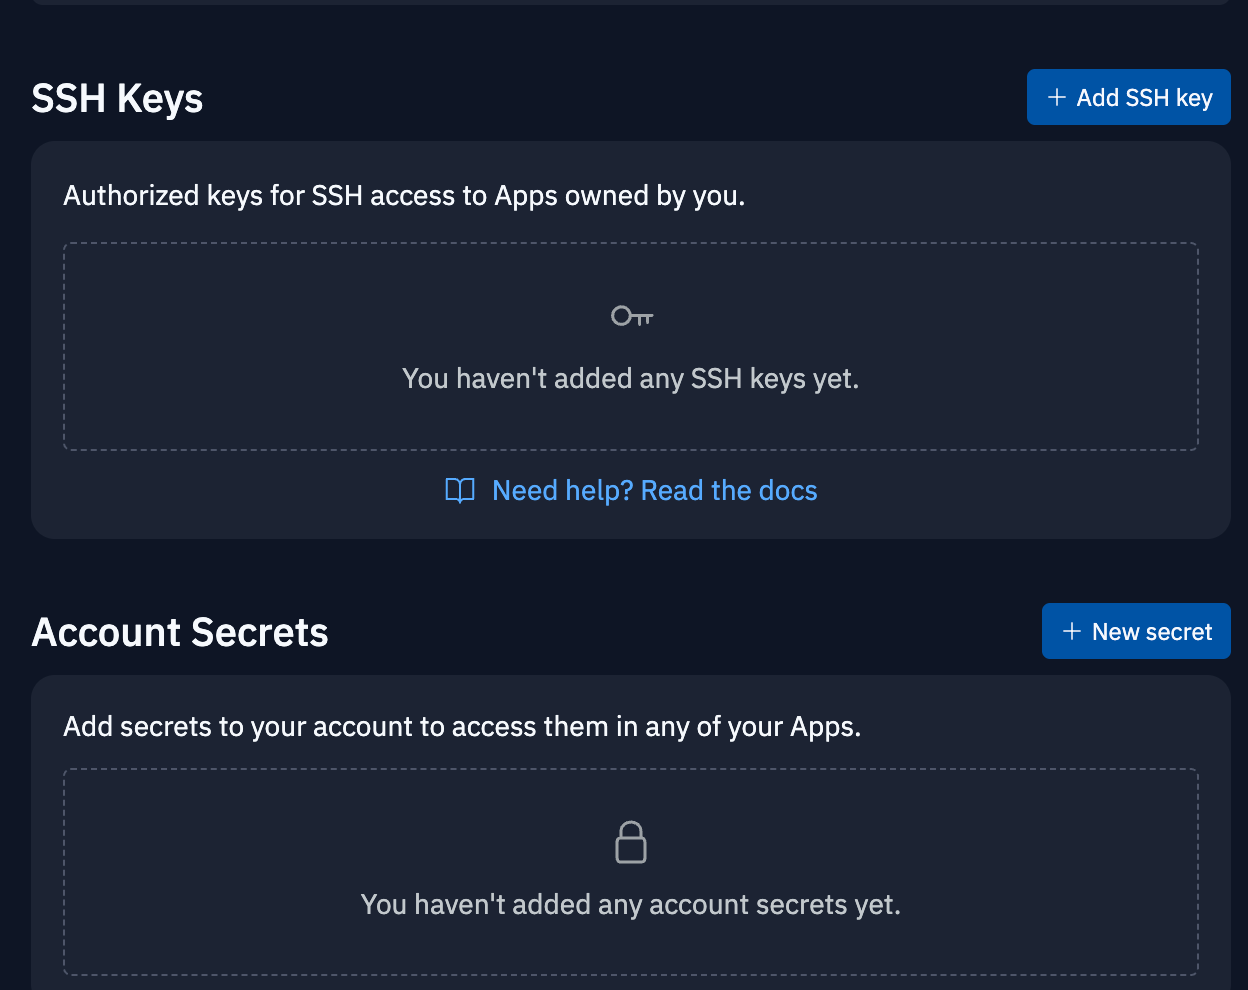 SSH Keys
+ Add SSH key
Authorized keys for SSH access to Apps owned by you.
You haven't added any SSH keys yet.
Need help? Read the docs
Account Secrets
+ New secret
Add secrets to your account to access them in any of your Apps.
You haven't added any account secrets yet.